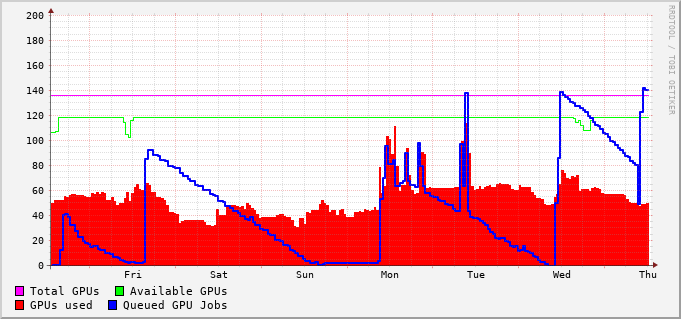 200
180
160
140
120
100
80
60
40
20
0
Fri Sat Sun Mon Tue Wed Thu
Total GPUs Available GPUs
GPUs used Queued GPU Jobs
RRDTOOL / TOBI OETIKER